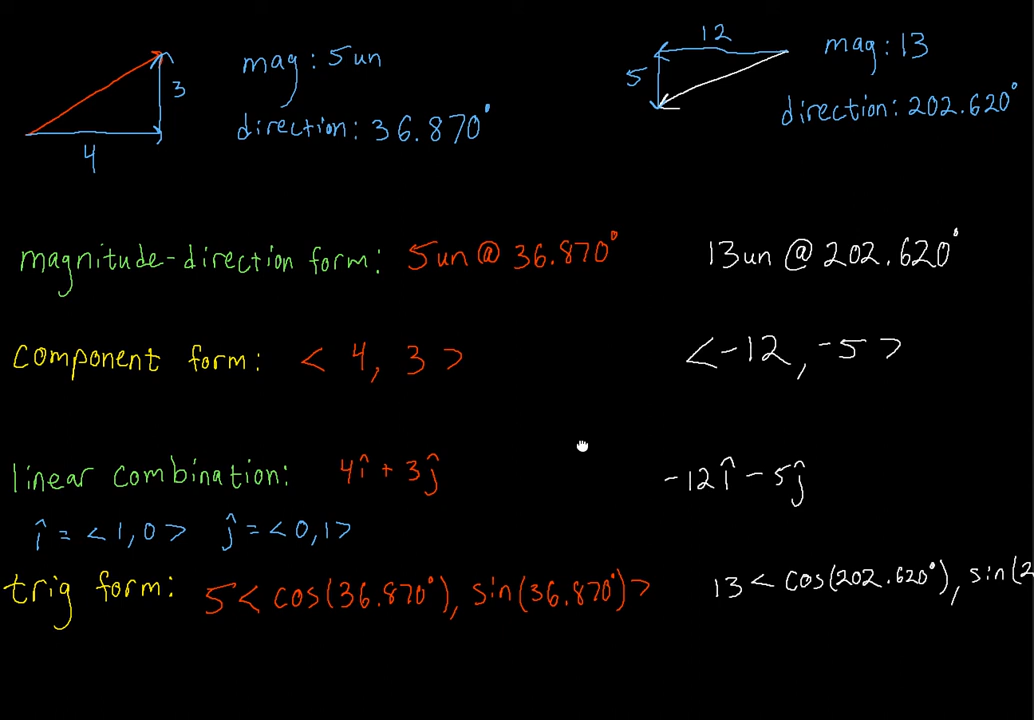 3
4
mag: 5un
direction: 36.870°
12
5
mag: 13
direction: 202.620°
magnitude-direction form: 5un @ 36.870° 13un @ 202.620°
component form: < 4, 3 > < -12, -5 >
linear combination: 4î + 3ĵ -12î - 5ĵ
î = < 1, 0 > ĵ = < 0, 1 >
trig form: 5 < cos(36.870°), sin(36.870°) > 13 < cos(202.620°), sin(2